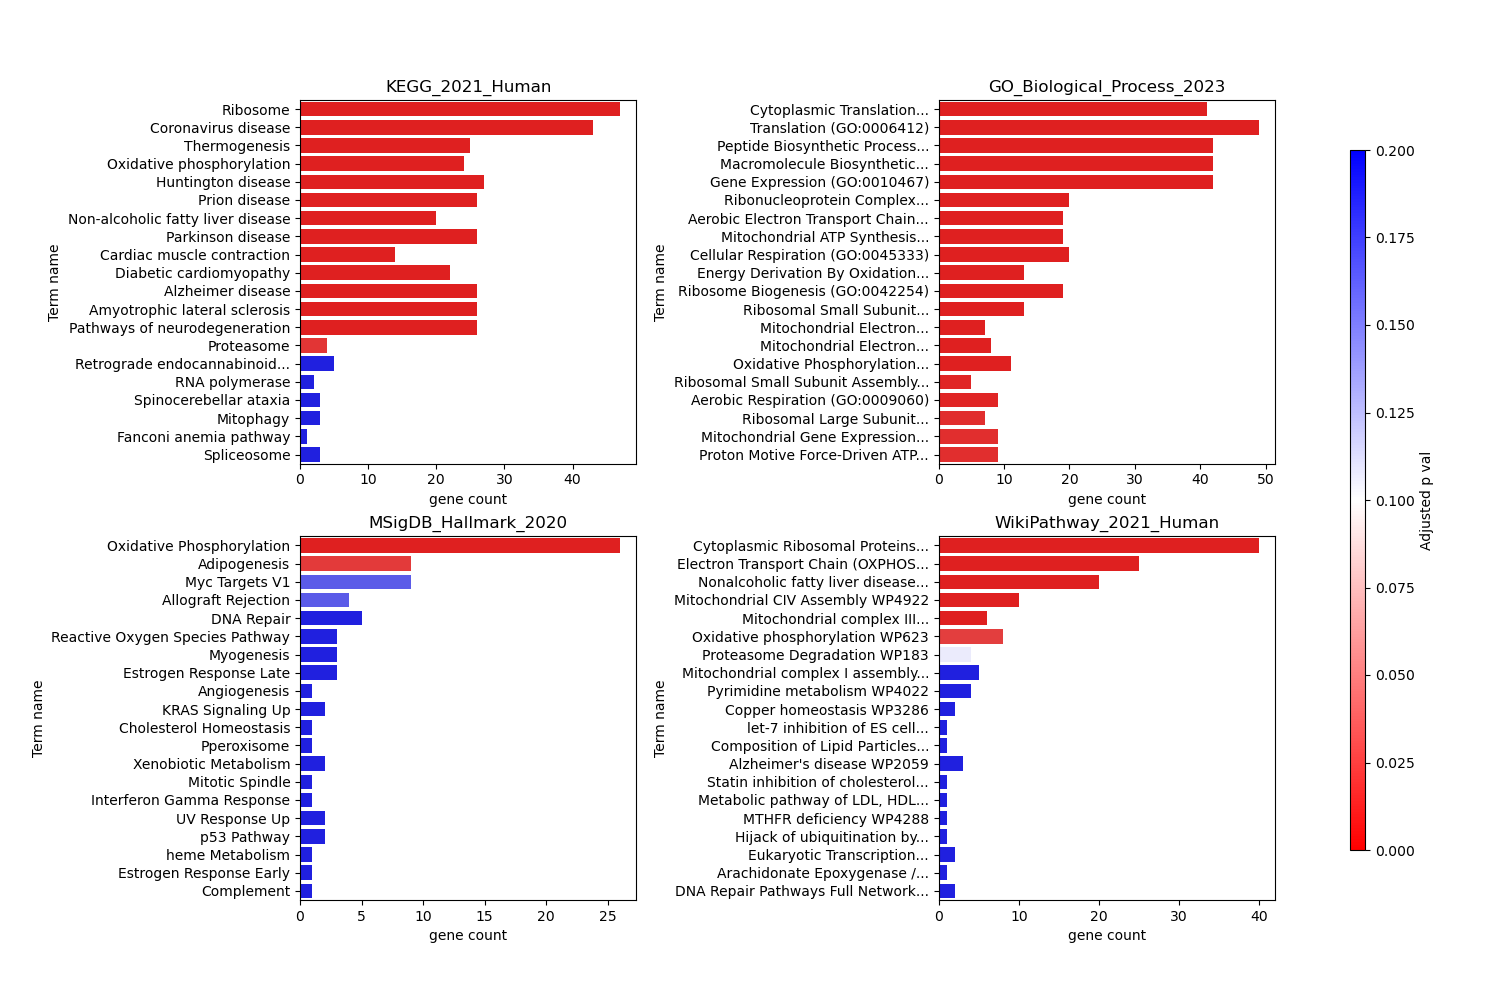 KEGG_2021_Human
Term name
Ribosome
Coronavirus disease
Thermogenesis
Oxidative phosphorylation
Huntington disease
Prion disease
Non-alcoholic fatty liver disease
Parkinson disease
Cardiac muscle contraction
Diabetic cardiomyopathy
Alzheimer disease
Amyotrophic lateral sclerosis
Pathways of neurodegeneration
Proteasome
Retrograde endocannabinoid...
RNA polymerase
Spinocerebellar ataxia
Mitophagy
Fanconi anemia pathway
Spliceosome
0 10 20 30 40
gene count
GO_Biological_Process_2023
Term name
Cytoplasmic Translation...
Translation (GO:0006412)
Peptide Biosynthetic Process...
Macromolecule Biosynthetic...
Gene Expression (GO:0010467)
Ribonucleoprotein Complex...
Aerobic Electron Transport Chain...
Mitochondrial ATP Synthesis...
Cellular Respiration (GO:0045333)
Energy Derivation By Oxidation...
Ribosome Biogenesis (GO:0042254)
Ribosomal Small Subunit...
Mitochondrial Electron...
Mitochondrial Electron...
Oxidative Phosphorylation...
Ribosomal Small Subunit Assembly...
Aerobic Respiration (GO:0009060)
Ribosomal Large Subunit...
Mitochondrial Gene Expression...
Proton Motive Force-Driven ATP...
0 10 20 30 40 50
gene count
MSigDB_Hallmark_2020
Term name
Oxidative Phosphorylation
Adipogenesis
Myc Targets V1
Allograft Rejection
DNA Repair
Reactive Oxygen Species Pathway
Myogenesis
Estrogen Response Late
Angiogenesis
KRAS Signaling Up
Cholesterol Homeostasis
Pperoxisome
Xenobiotic Metabolism
Mitotic Spindle
Interferon Gamma Response
UV Response Up
p53 Pathway
heme Metabolism
Estrogen Response Early
Complement
0 5 10 15 20 25
gene count
WikiPathway_2021_Human
Term name
Cytoplasmic Ribosomal Proteins...
Electron Transport Chain (OXPHOS...
Nonalcoholic fatty liver disease...
Mitochondrial CIV Assembly WP4922
Mitochondrial complex III...
Oxidative phosphorylation WP623
Proteasome Degradation WP183
Mitochondrial complex I assembly...
Pyrimidine metabolism WP4022
Copper homeostasis WP3286
let-7 inhibition of ES cell...
Composition of Lipid Particles...
Alzheimer's disease WP2059
Statin inhibition of cholesterol...
Metabolic pathway of LDL, HDL...
MTHFR deficiency WP4288
Hijack of ubiquitination by...
Eukaryotic Transcription...
Arachidonate Epoxygenase /...
DNA Repair Pathways Full Network...
0 10 20 30 40
gene count
0.200
0.175
0.150
0.125
0.100
0.075
0.050
0.025
0.000
Adjusted p val